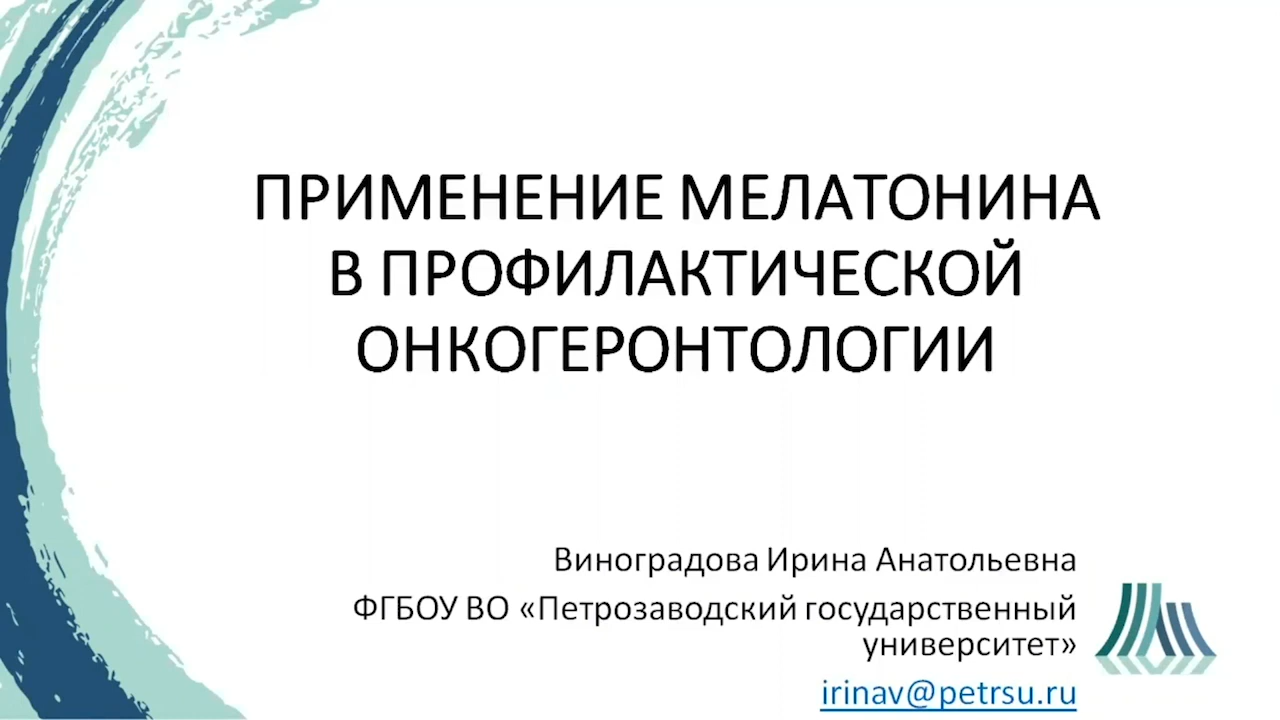 ПРИМЕНЕНИЕ МЕЛАТОНИНА
В ПРОФИЛАКТИЧЕСКОЙ
ОНКОГЕРОНТОЛОГИИ
Виноградова Ирина Анатольевна
ФГБОУ ВО «Петрозаводский государственный
университет»
irinav@petrsu.ru